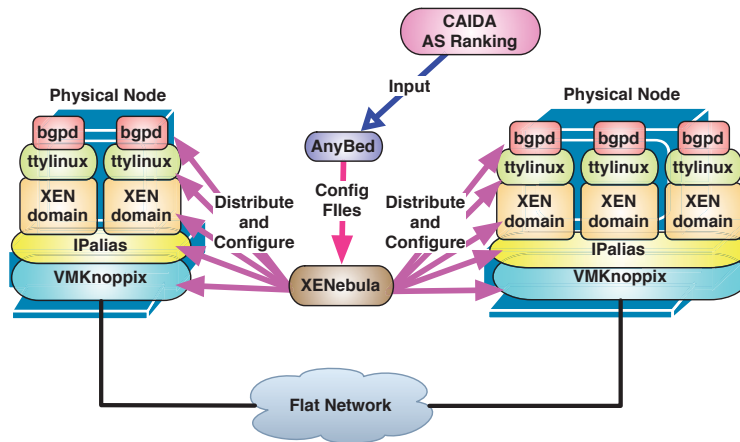 CAIDA
AS Ranking
Input
Physical Node
Physical Node
bgpd
bgpd
AnyBed
bgpd
bgpd
bgpd
ttylinux
ttylinux
ttylinux
ttylinux
ttylinux
XEN
domain
XEN
domain
Distribute
and
Configure
Config
FIles
Distribute
and
Configure
XEN
domain
XEN
domain
XEN
domain
IPalias
IPalias
VMKnoppix
XENebula
VMKnoppix
Flat Network